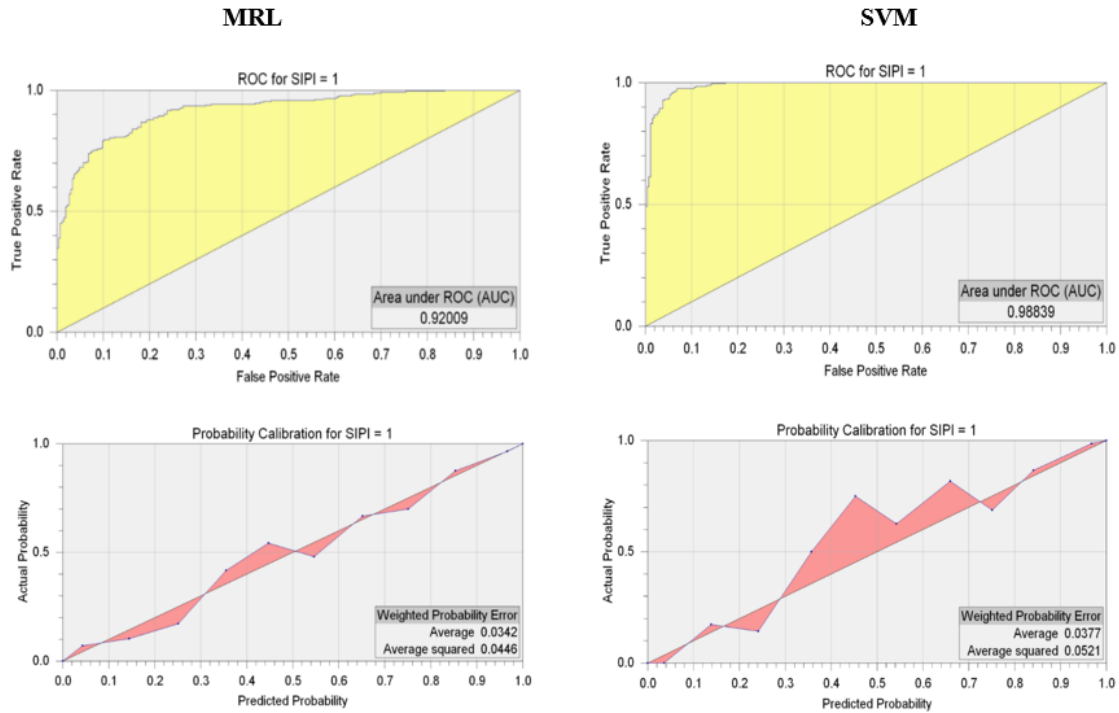 MRL
SVM
ROC for SIPI = 1
1.0
0.5
0.0
True Positive Rate
0.0 0.1 0.2 0.3 0.4 0.5 0.6 0.7 0.8 0.9 1.0
False Positive Rate
Area under ROC (AUC)
0.92009
ROC for SIPI = 1
1.0
0.5
0.0
True Positive Rate
0.0 0.1 0.2 0.3 0.4 0.5 0.6 0.7 0.8 0.9 1.0
False Positive Rate
Area under ROC (AUC)
0.98839
Probability Calibration for SIPI = 1
1.0
0.5
0.0
Actual Probability
0.0 0.1 0.2 0.3 0.4 0.5 0.6 0.7 0.8 0.9 1.0
Predicted Probability
Weighted Probability Error
Average 0.0342
Average squared 0.0446
Probability Calibration for SIPI = 1
1.0
0.5
0.0
Actual Probability
0.0 0.1 0.2 0.3 0.4 0.5 0.6 0.7 0.8 0.9 1.0
Predicted Probability
Weighted Probability Error
Average 0.0377
Average squared 0.0521